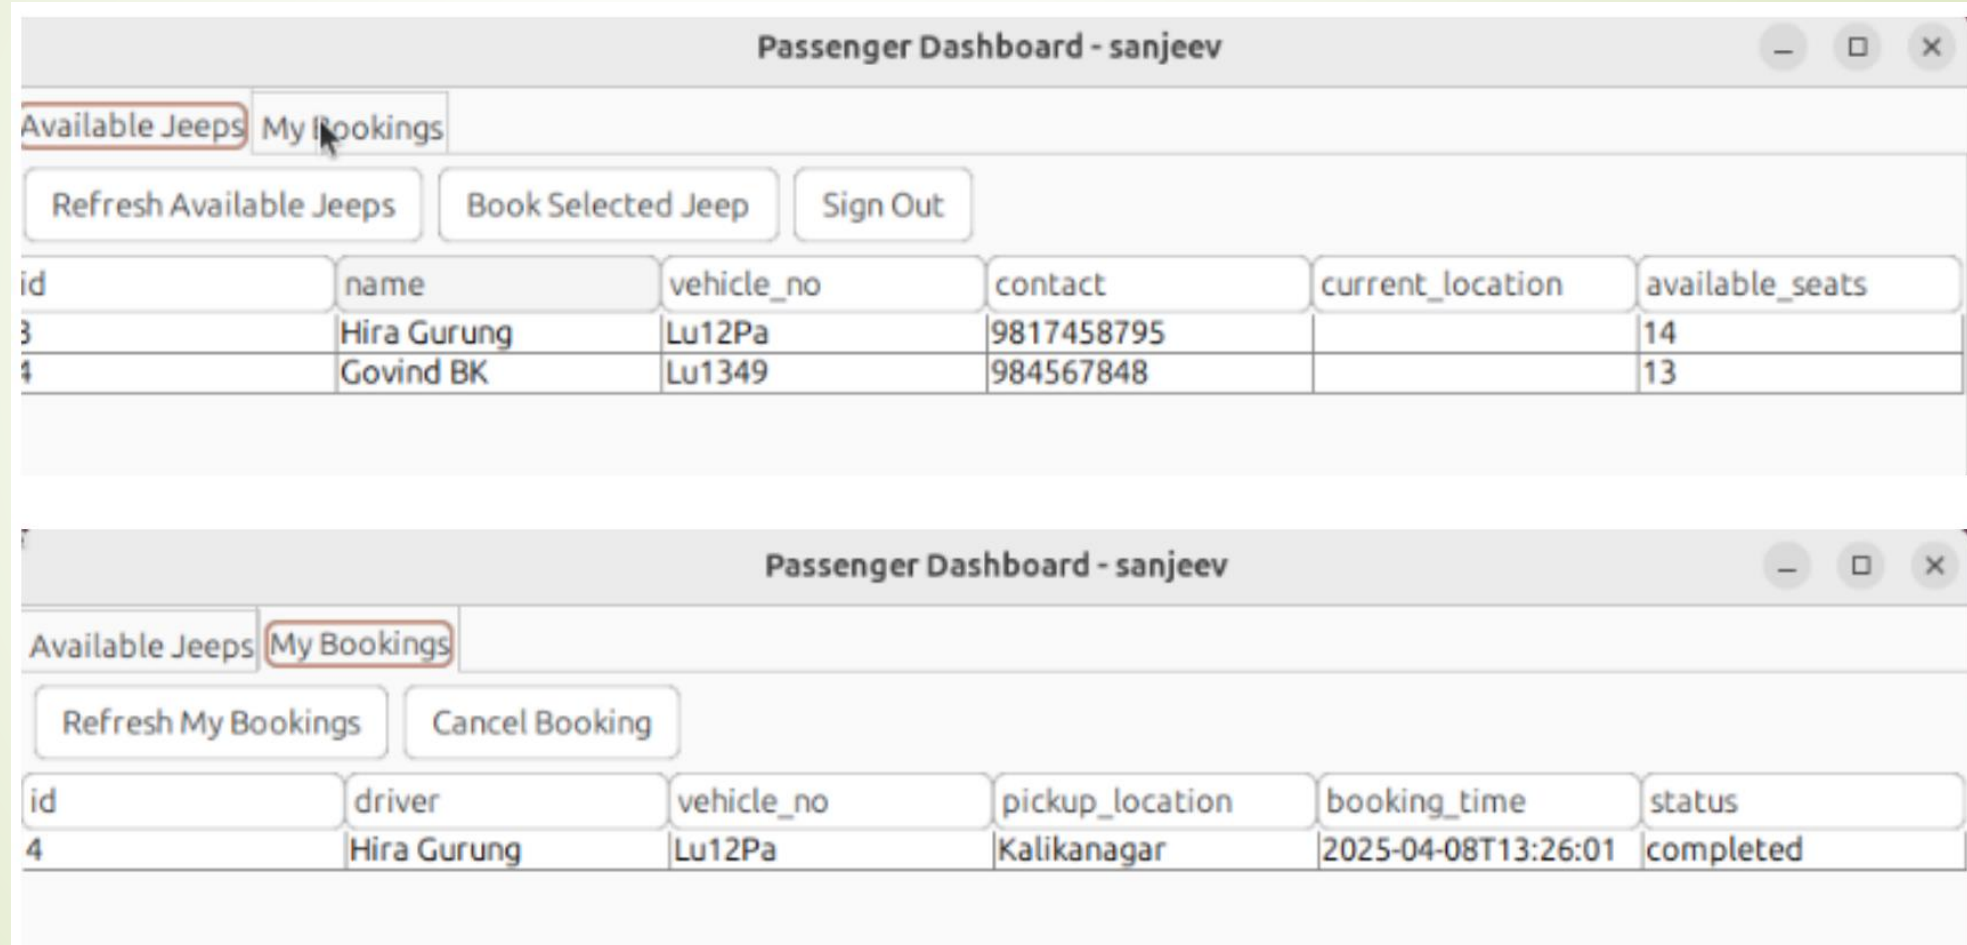 Passenger Dashboard - sanjeev
Available Jeeps My Bookings
Refresh Available Jeeps Book Selected Jeep Sign Out
id name vehicle_no contact current_location available_seats
3 Hira Gurung Lu12Pa 9817458795 14
4 Govind BK Lu1349 984567848 13
Passenger Dashboard - sanjeev
Available Jeeps My Bookings
Refresh My Bookings Cancel Booking
id driver vehicle_no pickup_location booking_time status
4 Hira Gurung Lu12Pa Kalikanagar 2025-04-08T13:26:01 completed